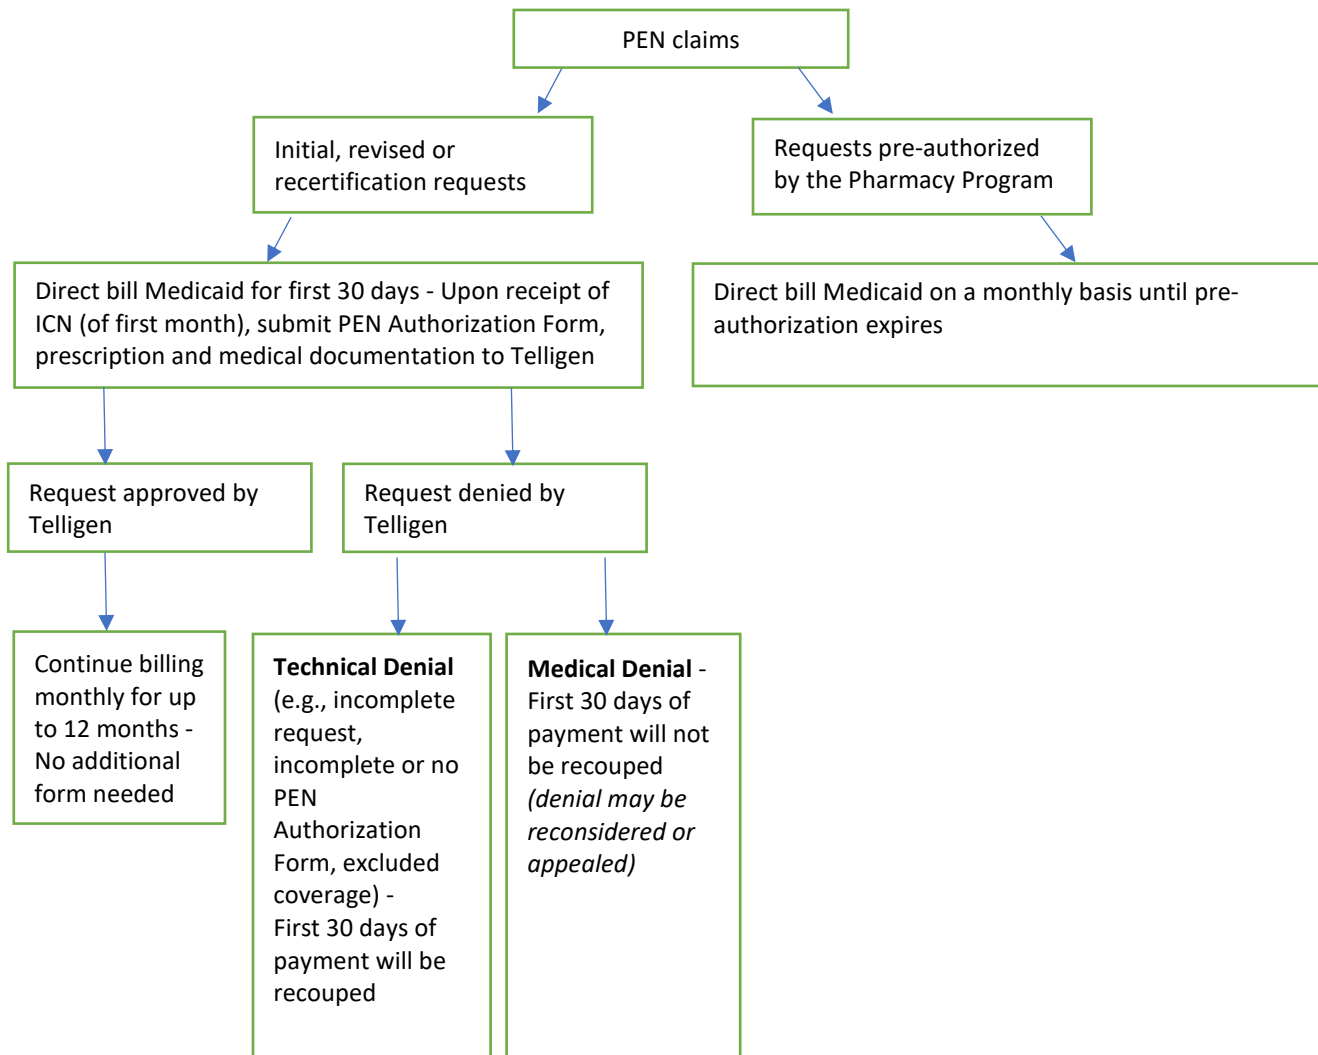 PEN claims
Initial, revised or
recertification requests
Requests pre-authorized
by the Pharmacy Program
Direct bill Medicaid for first 30 days - Upon receipt of
ICN (of first month), submit PEN Authorization Form,
prescription and medical documentation to Telligen
Direct bill Medicaid on a monthly basis until pre-
authorization expires
Request approved by
Telligen
Request denied by
Telligen
Continue billing
monthly for up
to 12 months -
No additional
form needed
Technical Denial
(e.g., incomplete
request,
incomplete or no
PEN
Authorization
Form, excluded
coverage) -
First 30 days of
payment will be
recouped
Medical Denial -
First 30 days of
payment will not
be recouped
(denial may be
reconsidered or
appealed)